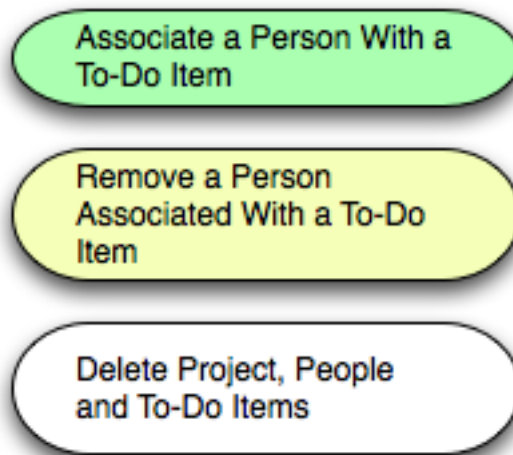 Associate a Person With a
To-Do Item
Remove a Person
Associated With a To-Do
Item
Delete Project, People
and To-Do Items